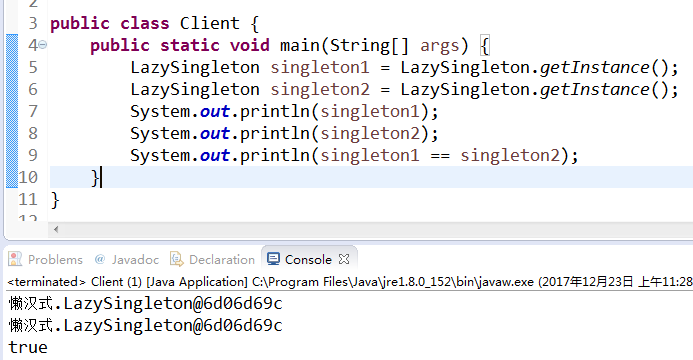 3 public class Client {
4 public static void main(String[] args) {
5 LazySingleton singleton1 = LazySingleton.getInstance();
6 LazySingleton singleton2 = LazySingleton.getInstance();
7 System.out.println(singleton1);
8 System.out.println(singleton2);
9 System.out.println(singleton1 == singleton2);
10 }
11 }
Problems @ Javadoc Declaration Console
<terminated> Client (1) [Java Application] C:\Program Files\Java\jre1.8.0_152\bin\javaw.exe (2017年12月23日 上午11:28
懒汉式.LazySingleton@6d06d69c
懒汉式.LazySingleton@6d06d69c
true